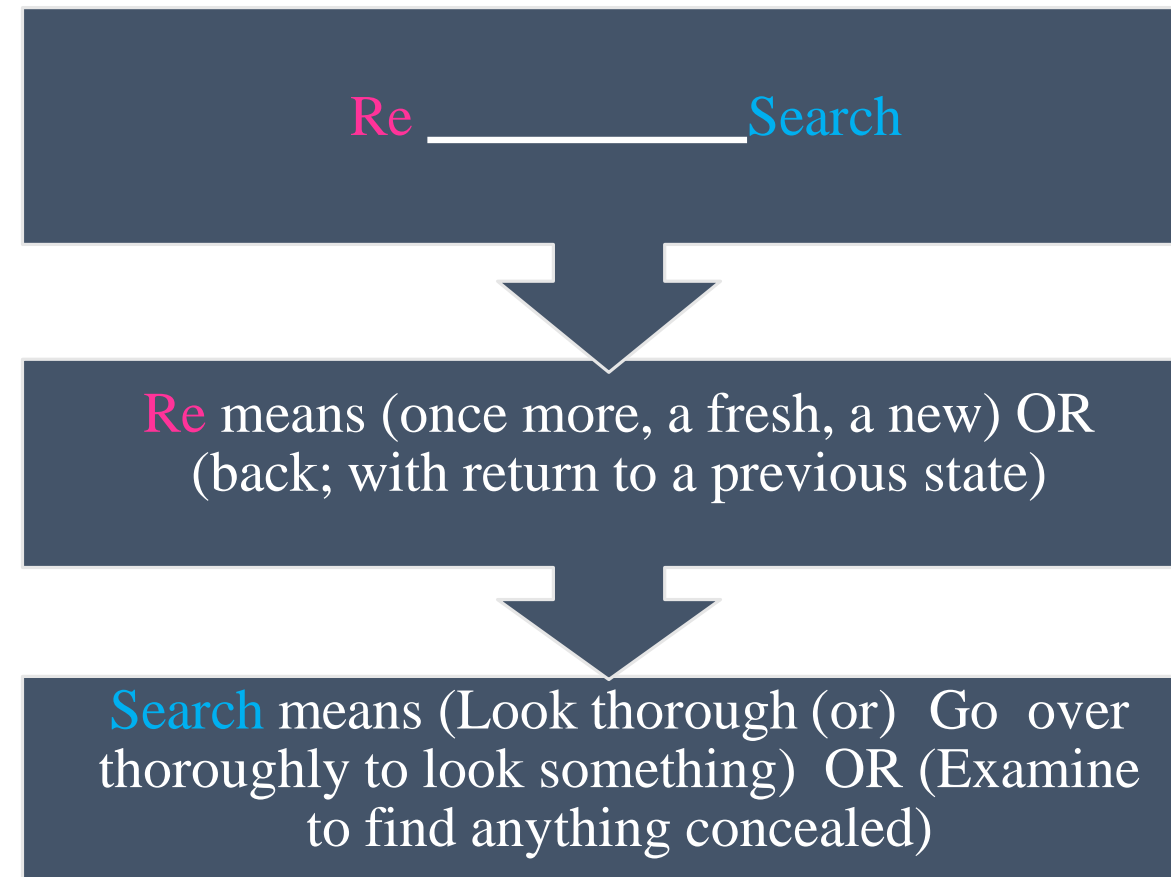 Re __________Search
Re means (once more, a fresh, a new) OR
(back; with return to a previous state)
Search means (Look thorough (or)  Go  over
thoroughly to look something)  OR (Examine
to find anything concealed)